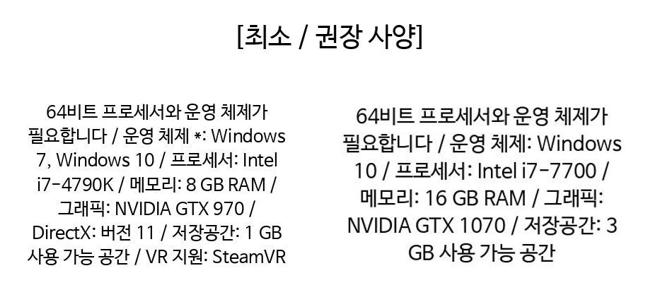 [최소 / 권장 사양]
64비트 프로세서와 운영 체제가
필요합니다 / 운영 체제 *: Windows
7, Windows 10 / 프로세서: Intel
i7-4790K / 메모리: 8 GB RAM /
그래픽: NVIDIA GTX 970 /
DirectX: 버전 11 / 저장공간: 1 GB
사용 가능 공간 / VR 지원: SteamVR
64비트 프로세서와 운영 체제가
필요합니다 / 운영 체제: Windows
10 / 프로세서: Intel i7-7700 /
메모리: 16 GB RAM / 그래픽:
NVIDIA GTX 1070 / 저장공간: 3
GB 사용 가능 공간